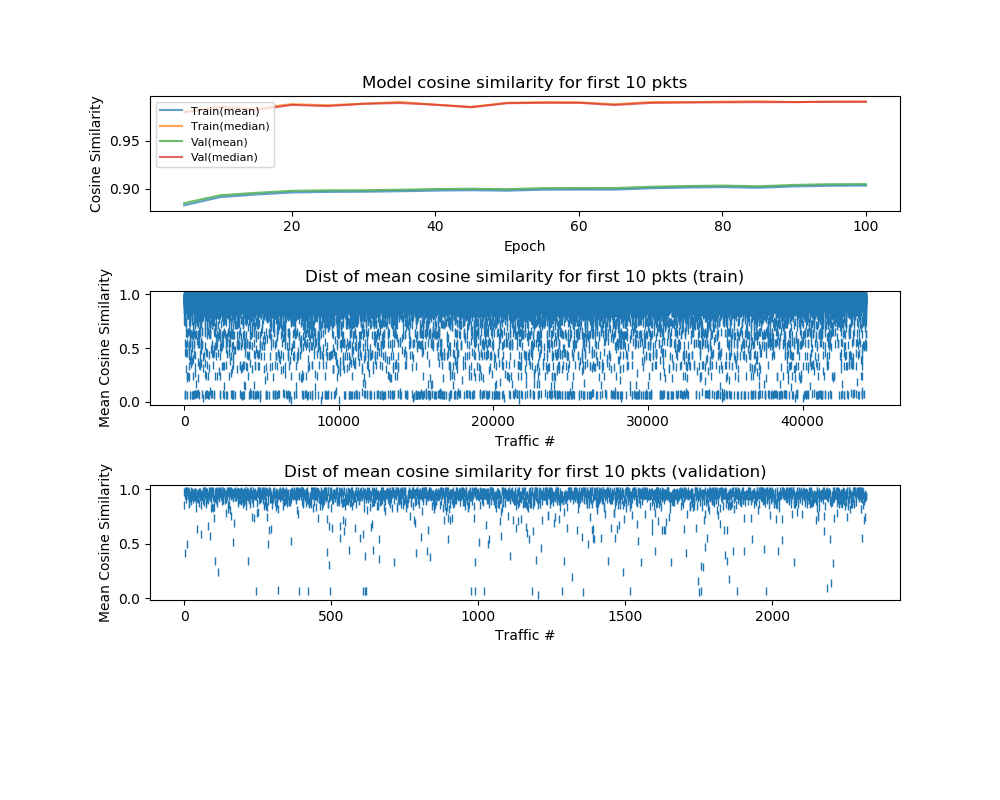 Model cosine similarity for first 10 pkts
Cosine Similarity
0.95
0.90
Train(mean)
Train(median)
Val(mean)
Val(median)
20 40 60 80 100
Epoch
Dist of mean cosine similarity for first 10 pkts (train)
Mean Cosine Similarity
1.0
0.5
0.0
0 10000 20000 30000 40000
Traffic #
Dist of mean cosine similarity for first 10 pkts (validation)
Mean Cosine Similarity
1.0
0.5
0.0
0 500 1000 1500 2000
Traffic #